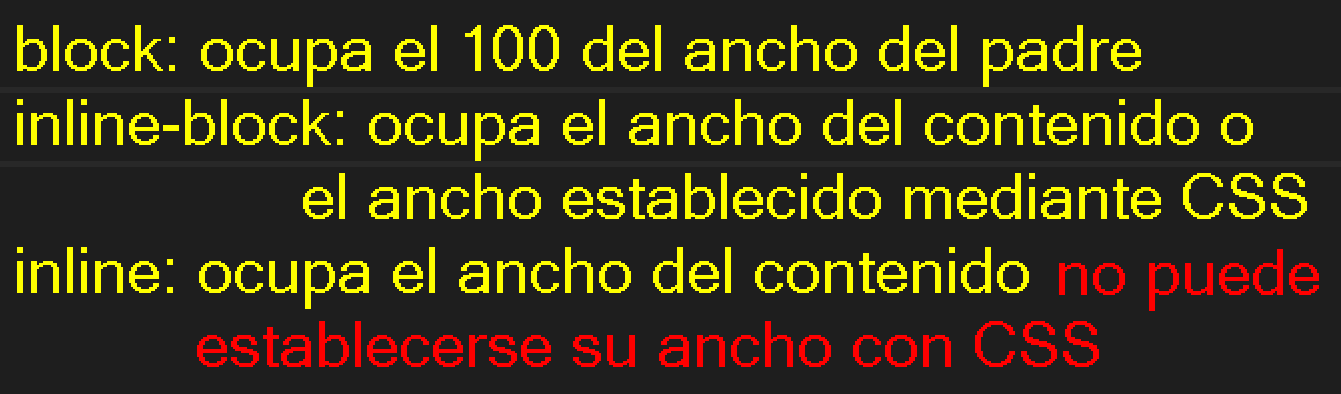 block: ocupa el 100 del ancho del padre
inline-block: ocupa el ancho del contenido o
el ancho establecido mediante CSS
inline: ocupa el ancho del contenido no puede
establecerse su ancho con CSS